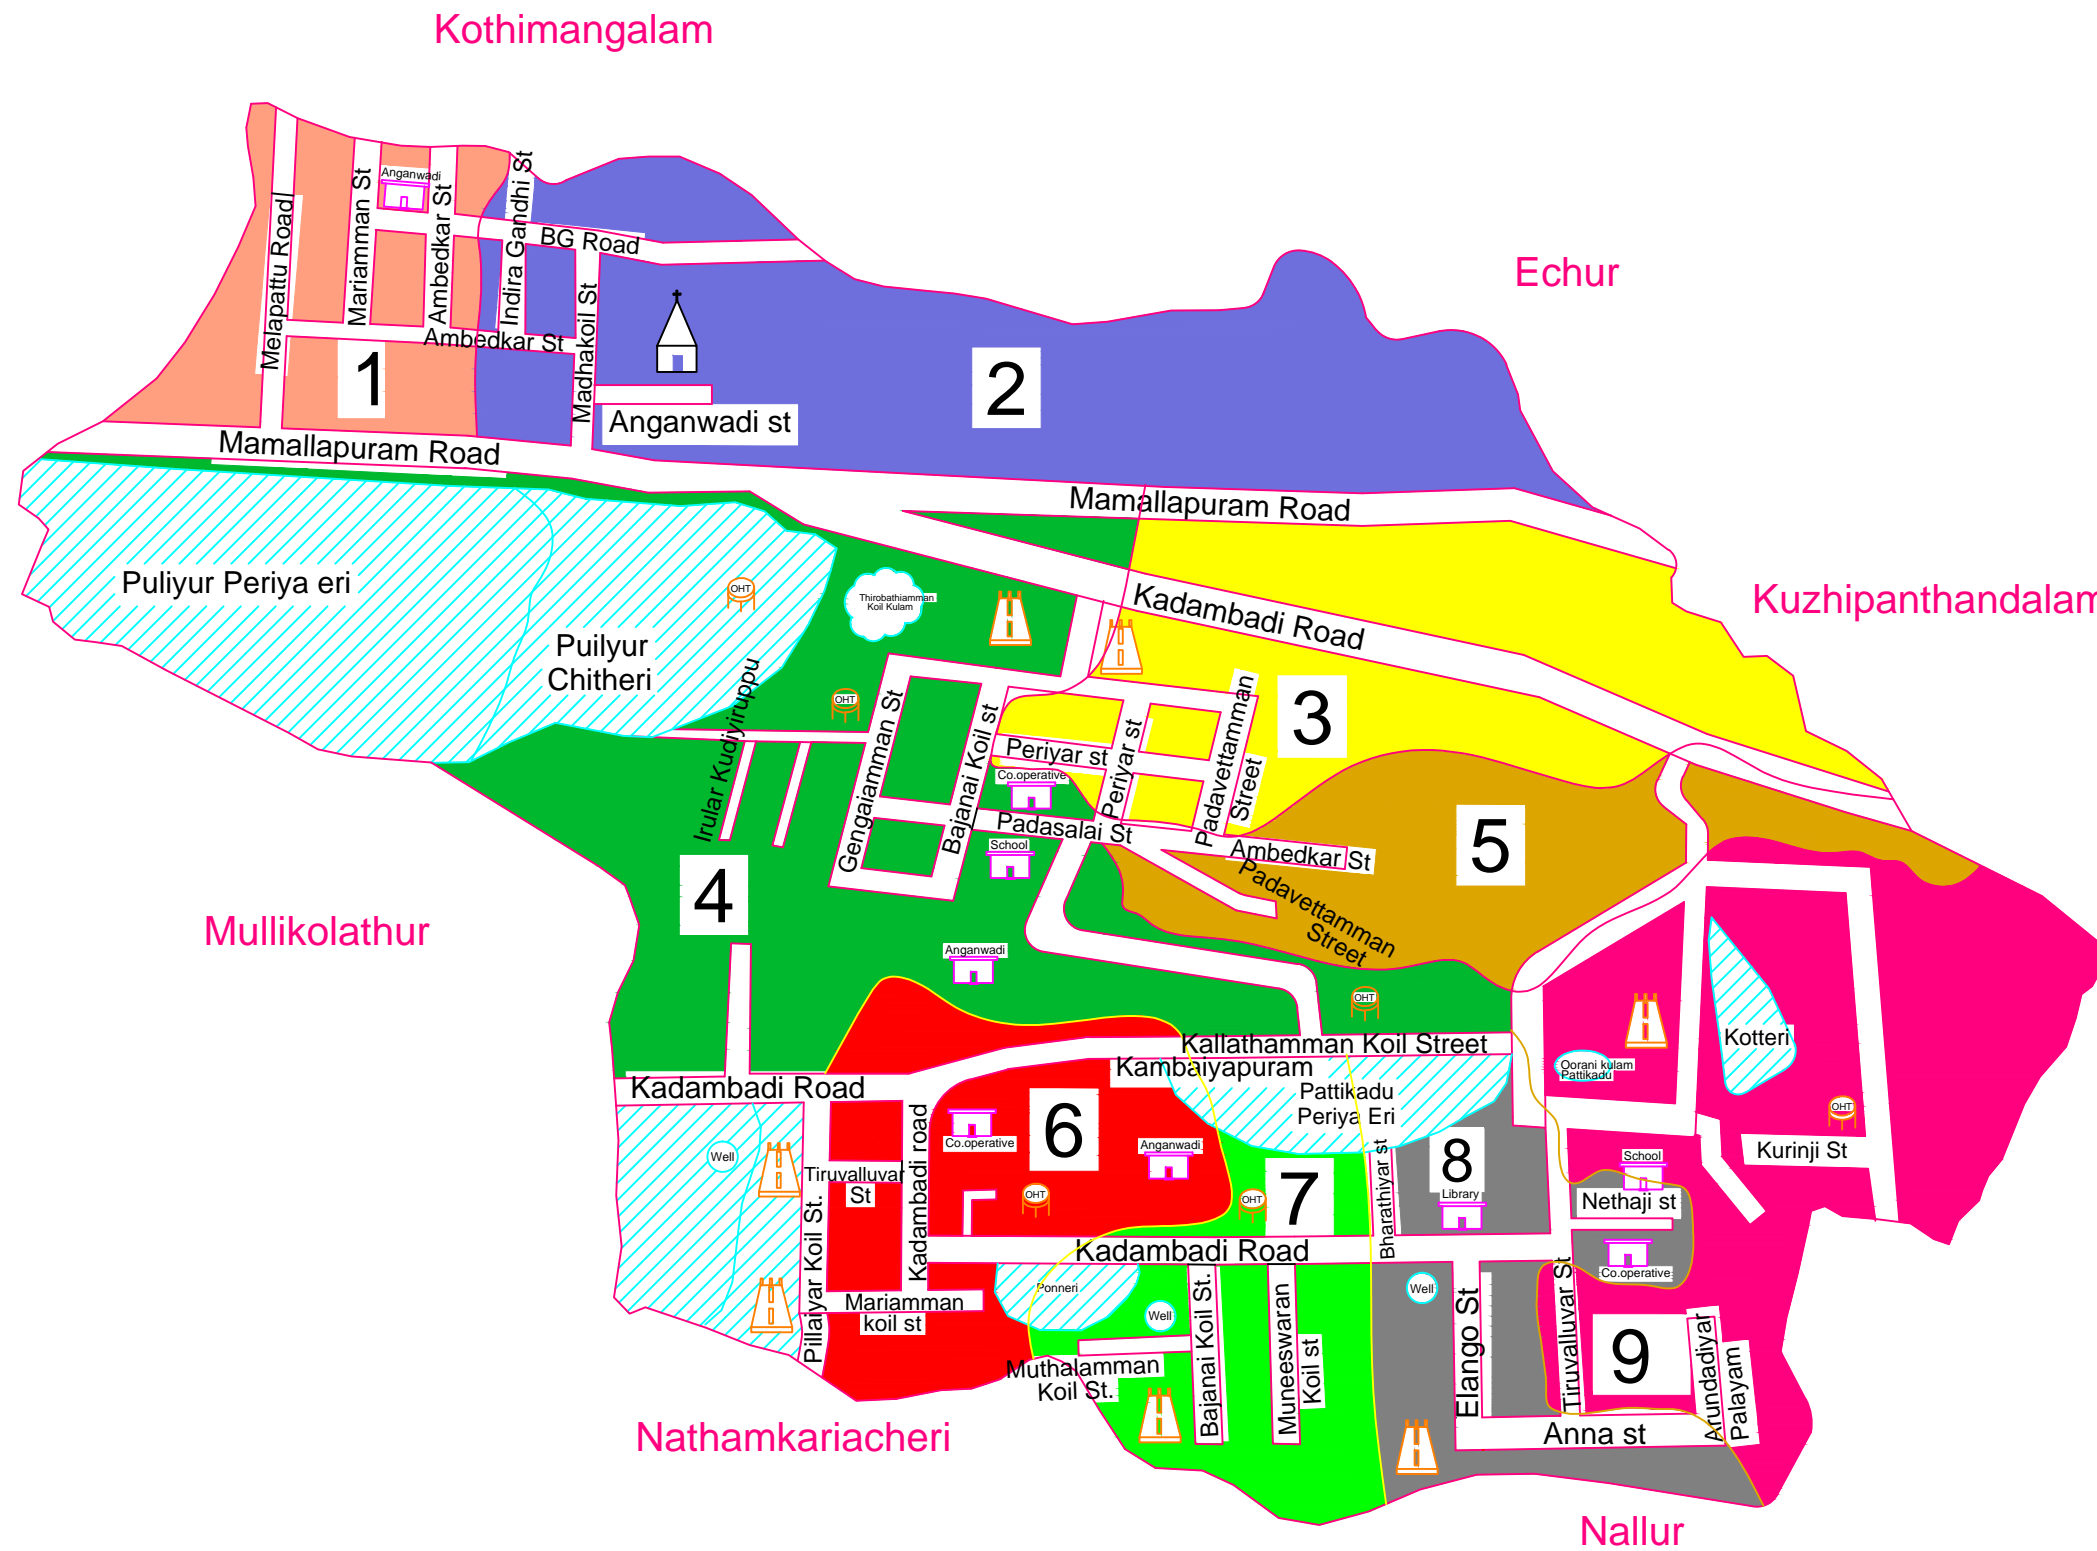 Kothimangalam
Echur
Kuzhipanthandalam
Mullikolathur
Nathamkariacheri
Nallur
Melapattu Road
Mariamman St
Anganwadi
Ambedkar St
Indira Gandhi St
BG Road
Madhakoil St
Ambedkar St
1
2
Anganwadi st
Mamallapuram Road
Mamallapuram Road
Puliyur Periya eri
Puilyur
Chitheri
OHT
Thirobathiamman
Koil Kulam
Kadambadi Road
3
OHT
Irular Kudiyiruppu
Gengaiamman St
Bajanai Koil st
Periyar st
Periyar st
Padavettamman
Street
Co.operative
Padasalai St
School
Ambedkar St
Padavettamman
Street
5
4
Anganwadi
OHT
Kallathamman Koil Street
Kambaiyapuram
Kadambadi Road
Pattikadu
Periya Eri
Oorani kulam
Pattikadu
Kotteri
OHT
Kurinji St
Well
Tiruvalluvar
St
Pillaiyar Koil St.
Kadambadi road
Co.operative
6
Anganwadi
OHT
OHT
7
Bharathiyar st
8
Library
School
Nethaji st
Co.operative
Kadambadi Road
Mariamman
koil st
Ponneri
Well
Muthalamman
Koil St.
Bajanai Koil St.
Muneeswaran
Koil st
Well
Elango St
Tiruvalluvar St
9
Arundadiyar
Palayam
Anna st